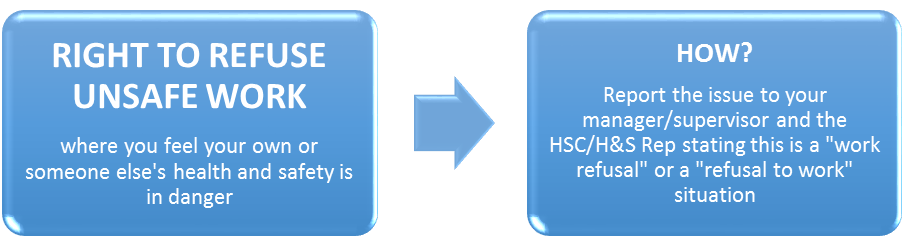 RIGHT TO REFUSE
UNSAFE WORK
where you feel your own or
someone else's health and safety is
in danger
HOW?
Report the issue to your
manager/supervisor and the
HSC/H&S Rep stating this is a "work
refusal" or a "refusal to work"
situation